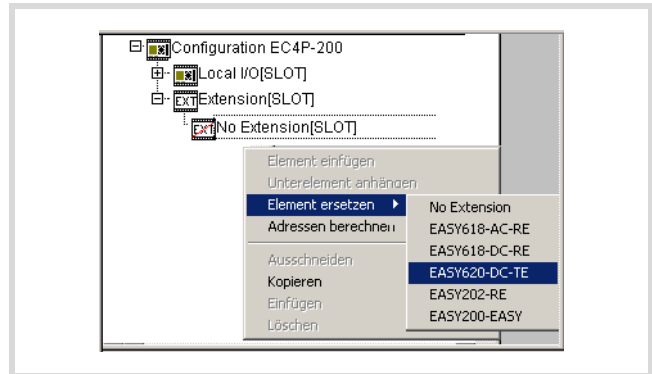 Configuration EC4P-200
Local I/O[SLOT]
EXT Extension[SLOT]
EXT No Extension[SLOT]
Element einfügen
Unterelement anhängen
Element ersetzen
Adressen berechnen
Ausschneiden
Kopieren
Einfügen
Löschen
No Extension
EASY618-AC-RE
EASY618-DC-RE
EASY620-DC-TE
EASY202-RE
EASY200-EASY